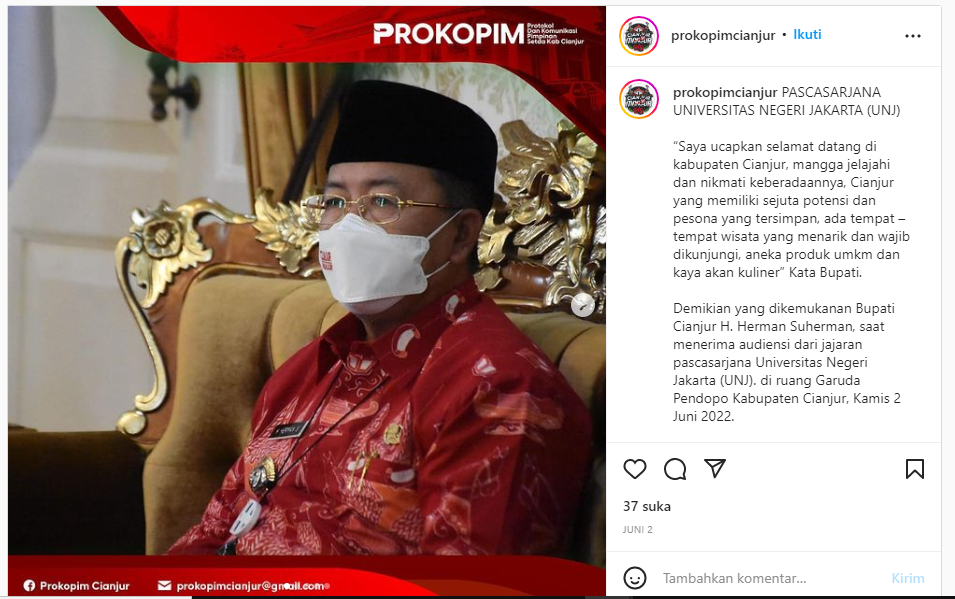 PROKOPIM
Protokol
Dan Komunikasi
Pimpinan
Setda Kab Cianjur
prokopimcianjur • Ikuti
prokopimcianjur PASCASARJANA
UNIVERSITAS NEGERI JAKARTA (UNJ)
“Saya ucapkan selamat datang di
kabupaten Cianjur, mangga jelajahi
dan nikmati keberadaannya, Cianjur
yang memiliki sejuta potensi dan
pesona yang tersimpan, ada tempat –
tempat wisata yang menarik dan wajib
dikunjungi, aneka produk umkm dan
kaya akan kuliner” Kata Bupati.
Demikian yang dikemukanan Bupati
Cianjur H. Herman Suherman, saat
menerima audiensi dari jajaran
pascasarjana Universitas Negeri
Jakarta (UNJ). di ruang Garuda
Pendopo Kabupaten Cianjur, Kamis 2
Juni 2022.
37 suka
JUNI 2
Tambahkan komentar... Kirim
Prokopim Cianjur
prokopimcianjur@gmail.com